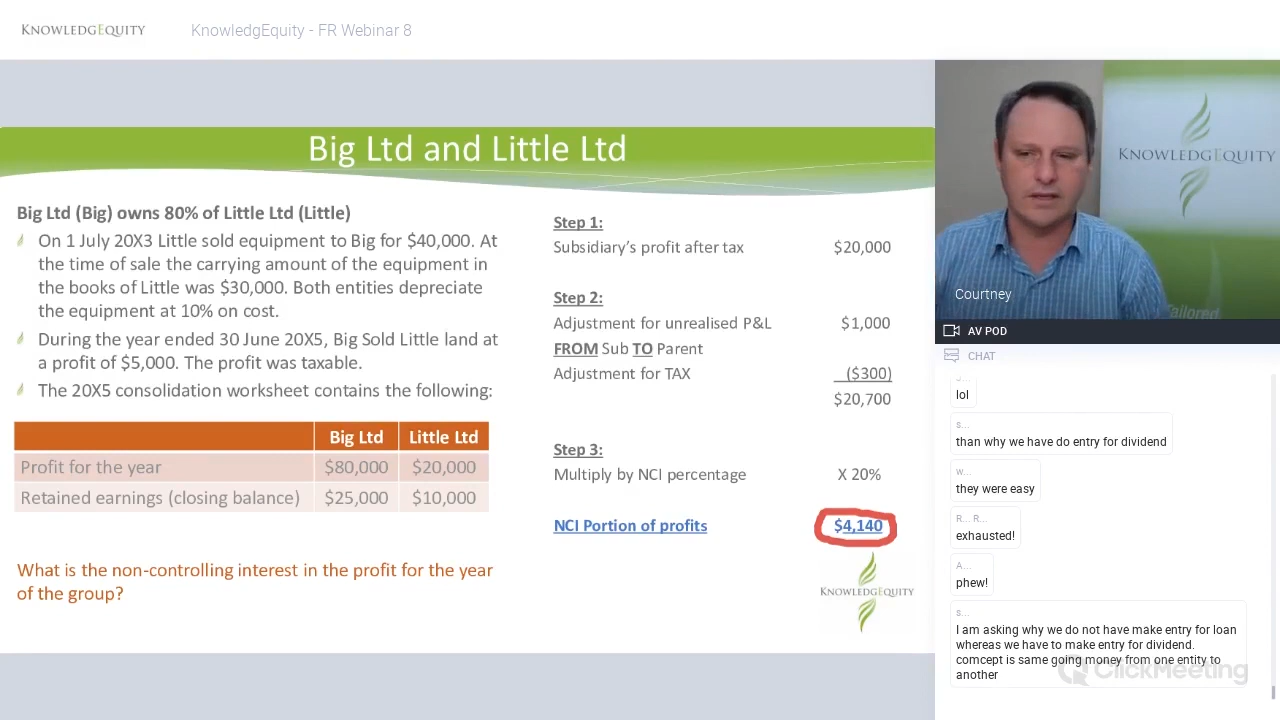 KNOWLEDGEQUITY
KnowledgEquity - FR Webinar 8
Big Ltd and Little Ltd
Big Ltd (Big) owns 80% of Little Ltd (Little)
On 1 July 20X3 Little sold equipment to Big for $40,000. At
the time of sale the carrying amount of the equipment in
the books of Little was $30,000. Both entities depreciate
the equipment at 10% on cost.
During the year ended 30 June 20X5, Big Sold Little land at
a profit of $5,000. The profit was taxable.
The 20X5 consolidation worksheet contains the following:
Big Ltd Little Ltd
Profit for the year $80,000 $20,000
Retained earnings (closing balance) $25,000 $10,000
What is the non-controlling interest in the profit for the year
of the group?
Step 1:
Subsidiary's profit after tax $20,000
Step 2:
Adjustment for unrealised P&L $1,000
FROM Sub TO Parent
Adjustment for TAX ($300)
$20,700
Step 3:
Multiply by NCI percentage X 20%
NCI Portion of profits $4,140
KNOWLEDGEQUITY
KNOWLEDGEQUITY
Tailored
Courtney
AV POD
CHAT
lol
s...
than why we have do entry for dividend
w...
they were easy
R... R...
exhausted!
A...
phew!
s...
I am asking why we do not have make entry for loan
whereas we have to make entry for dividend.
comcept is same going money from one entity to
another
ClickMeeting